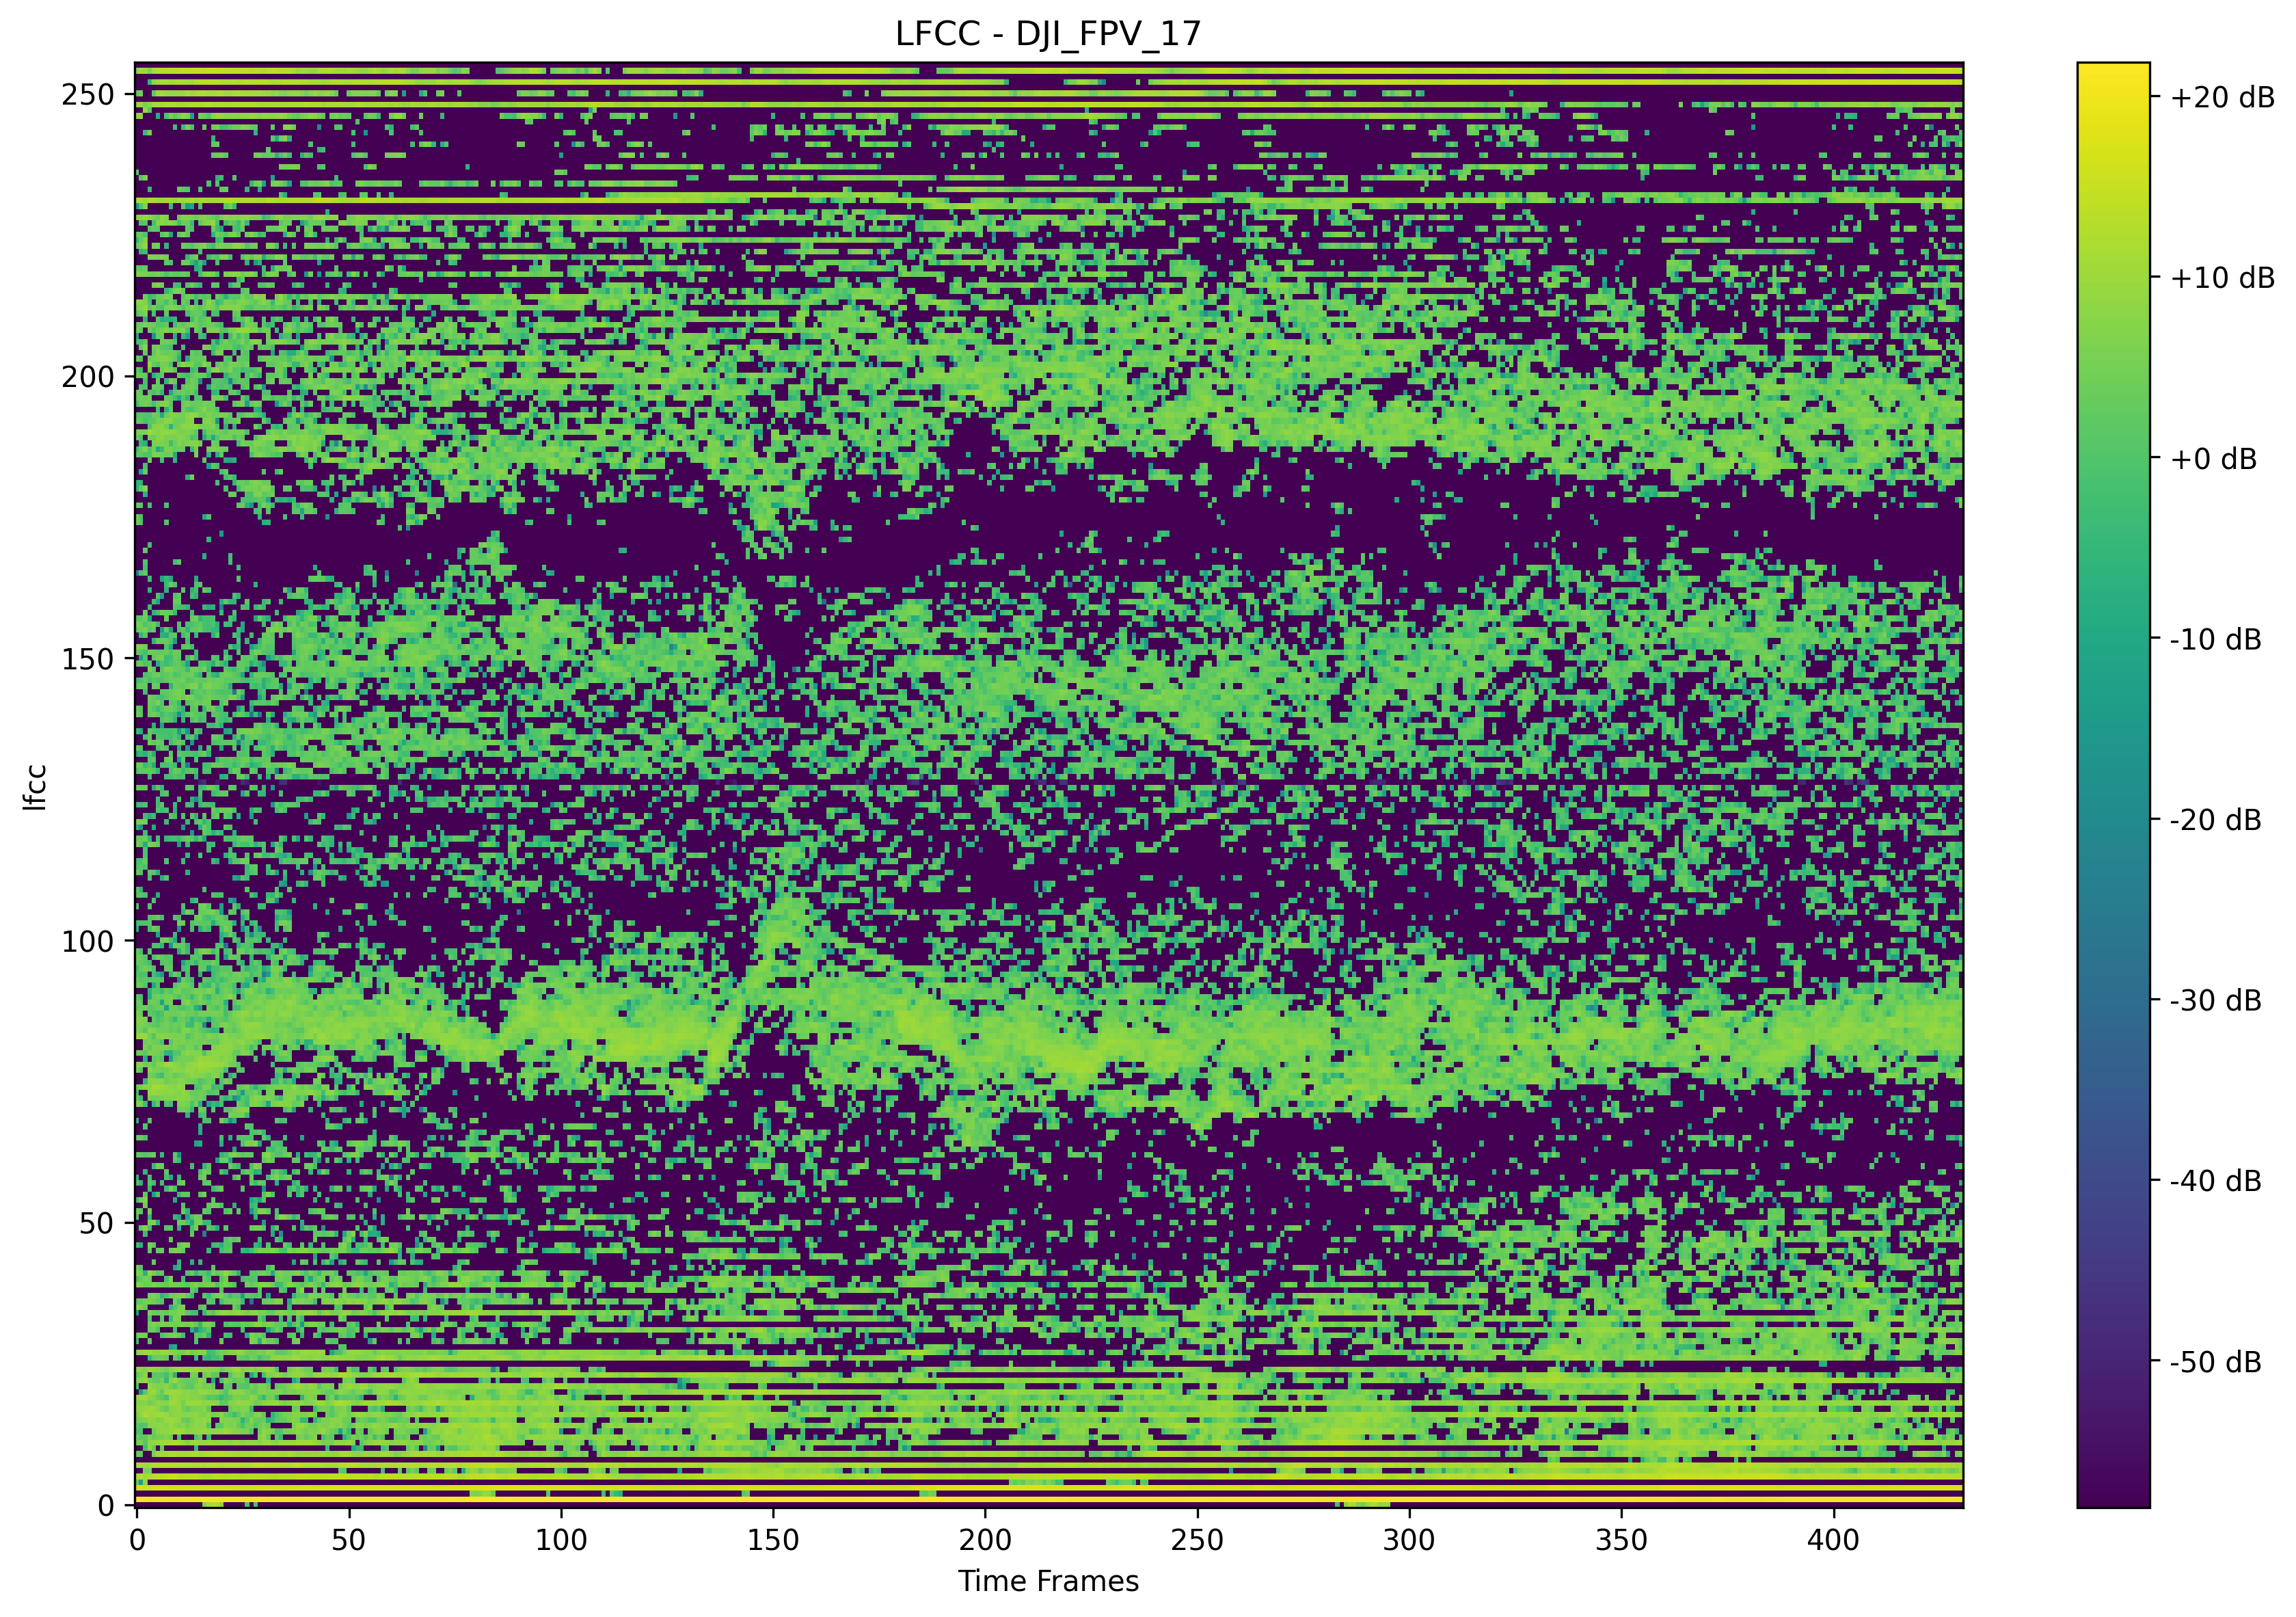 LFCC - DJI_FPV_17
250
200
150
100
50
0
lfcc
0 50 100 150 200 250 300 350 400
Time Frames
+20 dB
+10 dB
+0 dB
-10 dB
-20 dB
-30 dB
-40 dB
-50 dB